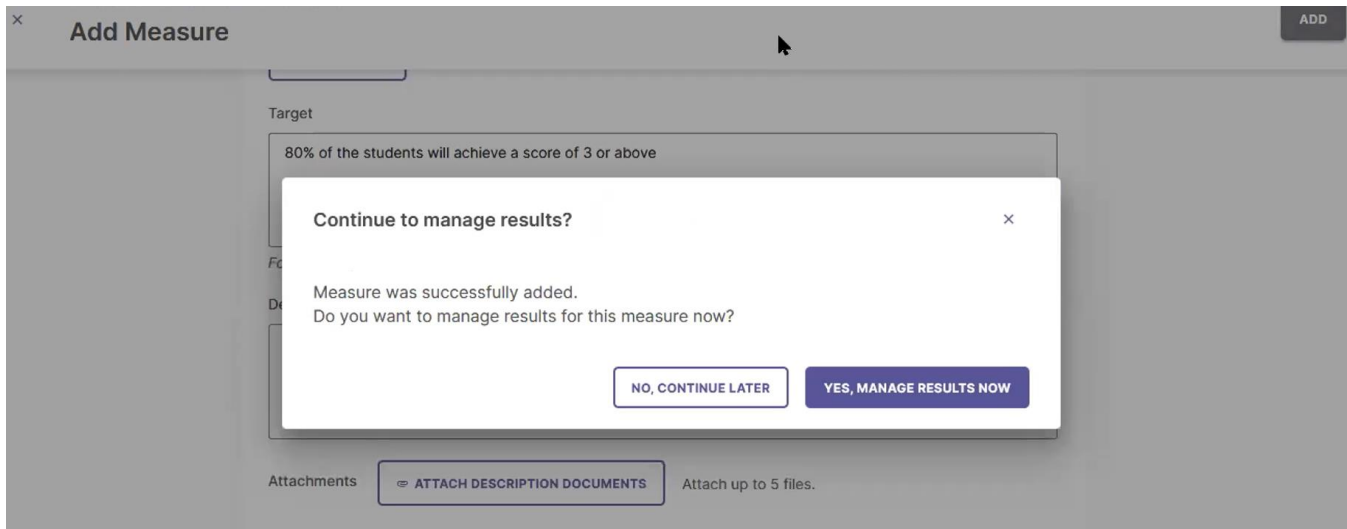 Add Measure
ADD
Target
80% of the students will achieve a score of 3 or above
Continue to manage results?
Measure was successfully added.
Do you want to manage results for this measure now?
NO, CONTINUE LATER
YES, MANAGE RESULTS NOW
Attachments
ATTACH DESCRIPTION DOCUMENTS
Attach up to 5 files.